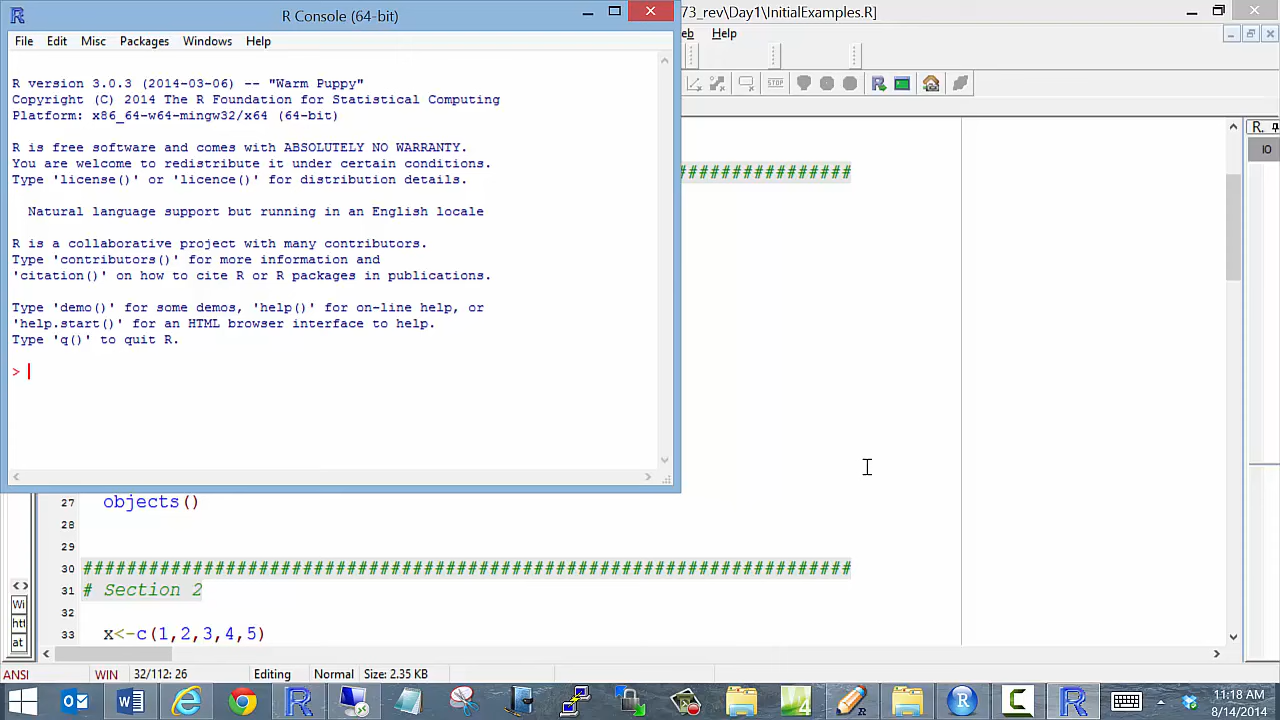 R Console (64-bit)
73_rev\Day1\InitialExamples.R]
File Edit Misc Packages Windows Help
eb Help
STOP
R version 3.0.3 (2014-03-06) -- "Warm Puppy"
Copyright (C) 2014 The R Foundation for Statistical Computing
Platform: x86_64-w64-mingw32/x64 (64-bit)
R is free software and comes with ABSOLUTELY NO WARRANTY.
You are welcome to redistribute it under certain conditions.
Type 'license()' or 'licence()' for distribution details.
Natural language support but running in an English locale
R is a collaborative project with many contributors.
Type 'contributors()' for more information and
'citation()' on how to cite R or R packages in publications.
Type 'demo()' for some demos, 'help()' for on-line help, or
'help.start()' for an HTML browser interface to help.
Type 'q()' to quit R.
>
###############
R.
IO
27 objects()
28
29
30 ######################################################################
31 # Section 2
32
33 x<-c(1,2,3,4,5)
Wi
htt
at
ANSI WIN 32/112: 26 Editing Normal Size: 2.35 KB
11:18 AM
8/14/2014